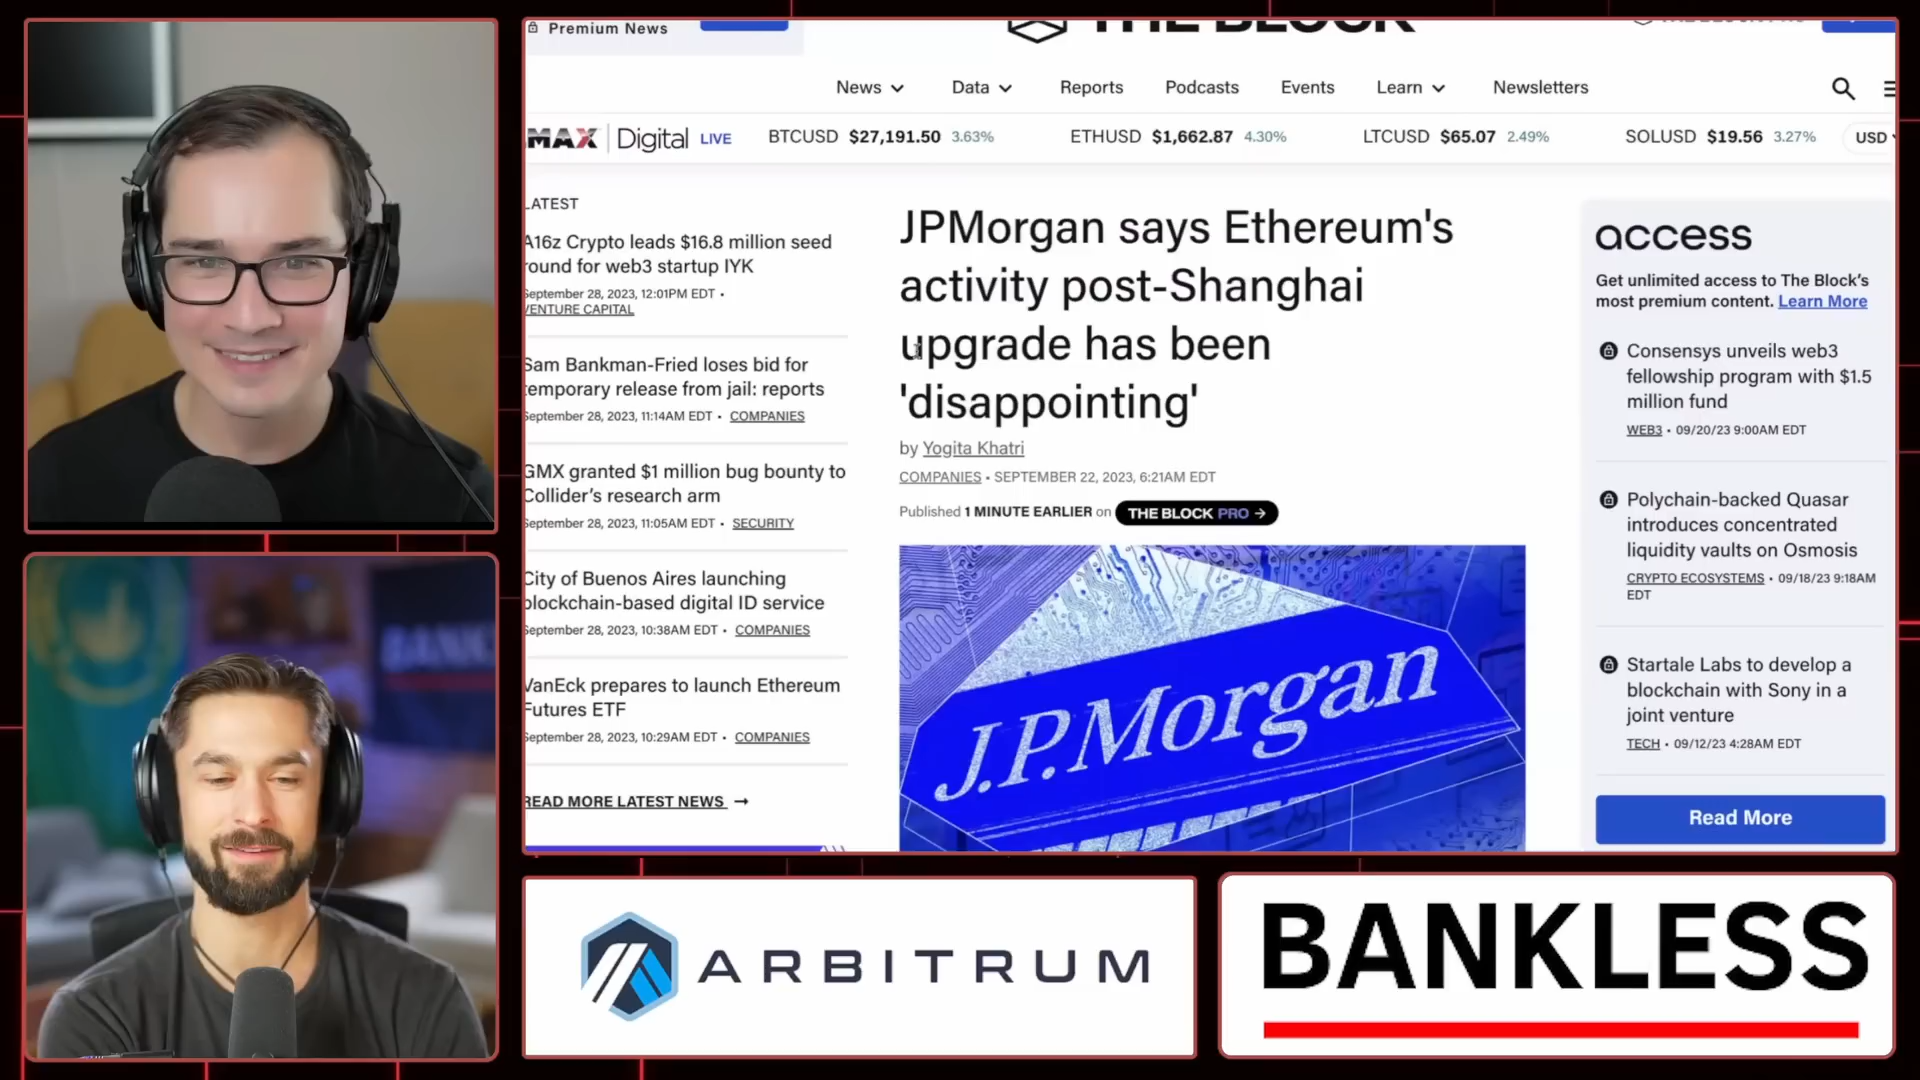 Premium News
THE BLOCK
News
Data
Reports
Podcasts
Events
Learn
Newsletters
MAX Digital LIVE
BTCUSD $27,191.50 3.63%
ETHUSD $1,662.87 4.30%
LTCUSD $65.07 2.49%
SOLUSD $19.56 3.27%
USD
LATEST
A16z Crypto leads $16.8 million seed
round for web3 startup IYK
September 28, 2023, 12:01PM EDT •
VENTURE CAPITAL
Sam Bankman-Fried loses bid for
temporary release from jail: reports
September 28, 2023, 11:14AM EDT • COMPANIES
GMX granted $1 million bug bounty to
Collider's research arm
September 28, 2023, 11:05AM EDT • SECURITY
City of Buenos Aires launching
blockchain-based digital ID service
September 28, 2023, 10:38AM EDT • COMPANIES
VanEck prepares to launch Ethereum
Futures ETF
September 28, 2023, 10:29AM EDT • COMPANIES
READ MORE LATEST NEWS →
JPMorgan says Ethereum's
activity post-Shanghai
upgrade has been
'disappointing'
by Yogita Khatri
COMPANIES • SEPTEMBER 22, 2023, 6:21AM EDT
Published 1 MINUTE EARLIER on THE BLOCK PRO →
J.P.Morgan
access
Get unlimited access to The Block's
most premium content. Learn More
Consensys unveils web3
fellowship program with $1.5
million fund
WEB3 • 09/20/23 9:00AM EDT
Polychain-backed Quasar
introduces concentrated
liquidity vaults on Osmosis
CRYPTO ECOSYSTEMS • 09/18/23 9:18AM
EDT
Startale Labs to develop a
blockchain with Sony in a
joint venture
TECH • 09/12/23 4:28AM EDT
Read More
ARBITRUM
BANKLESS